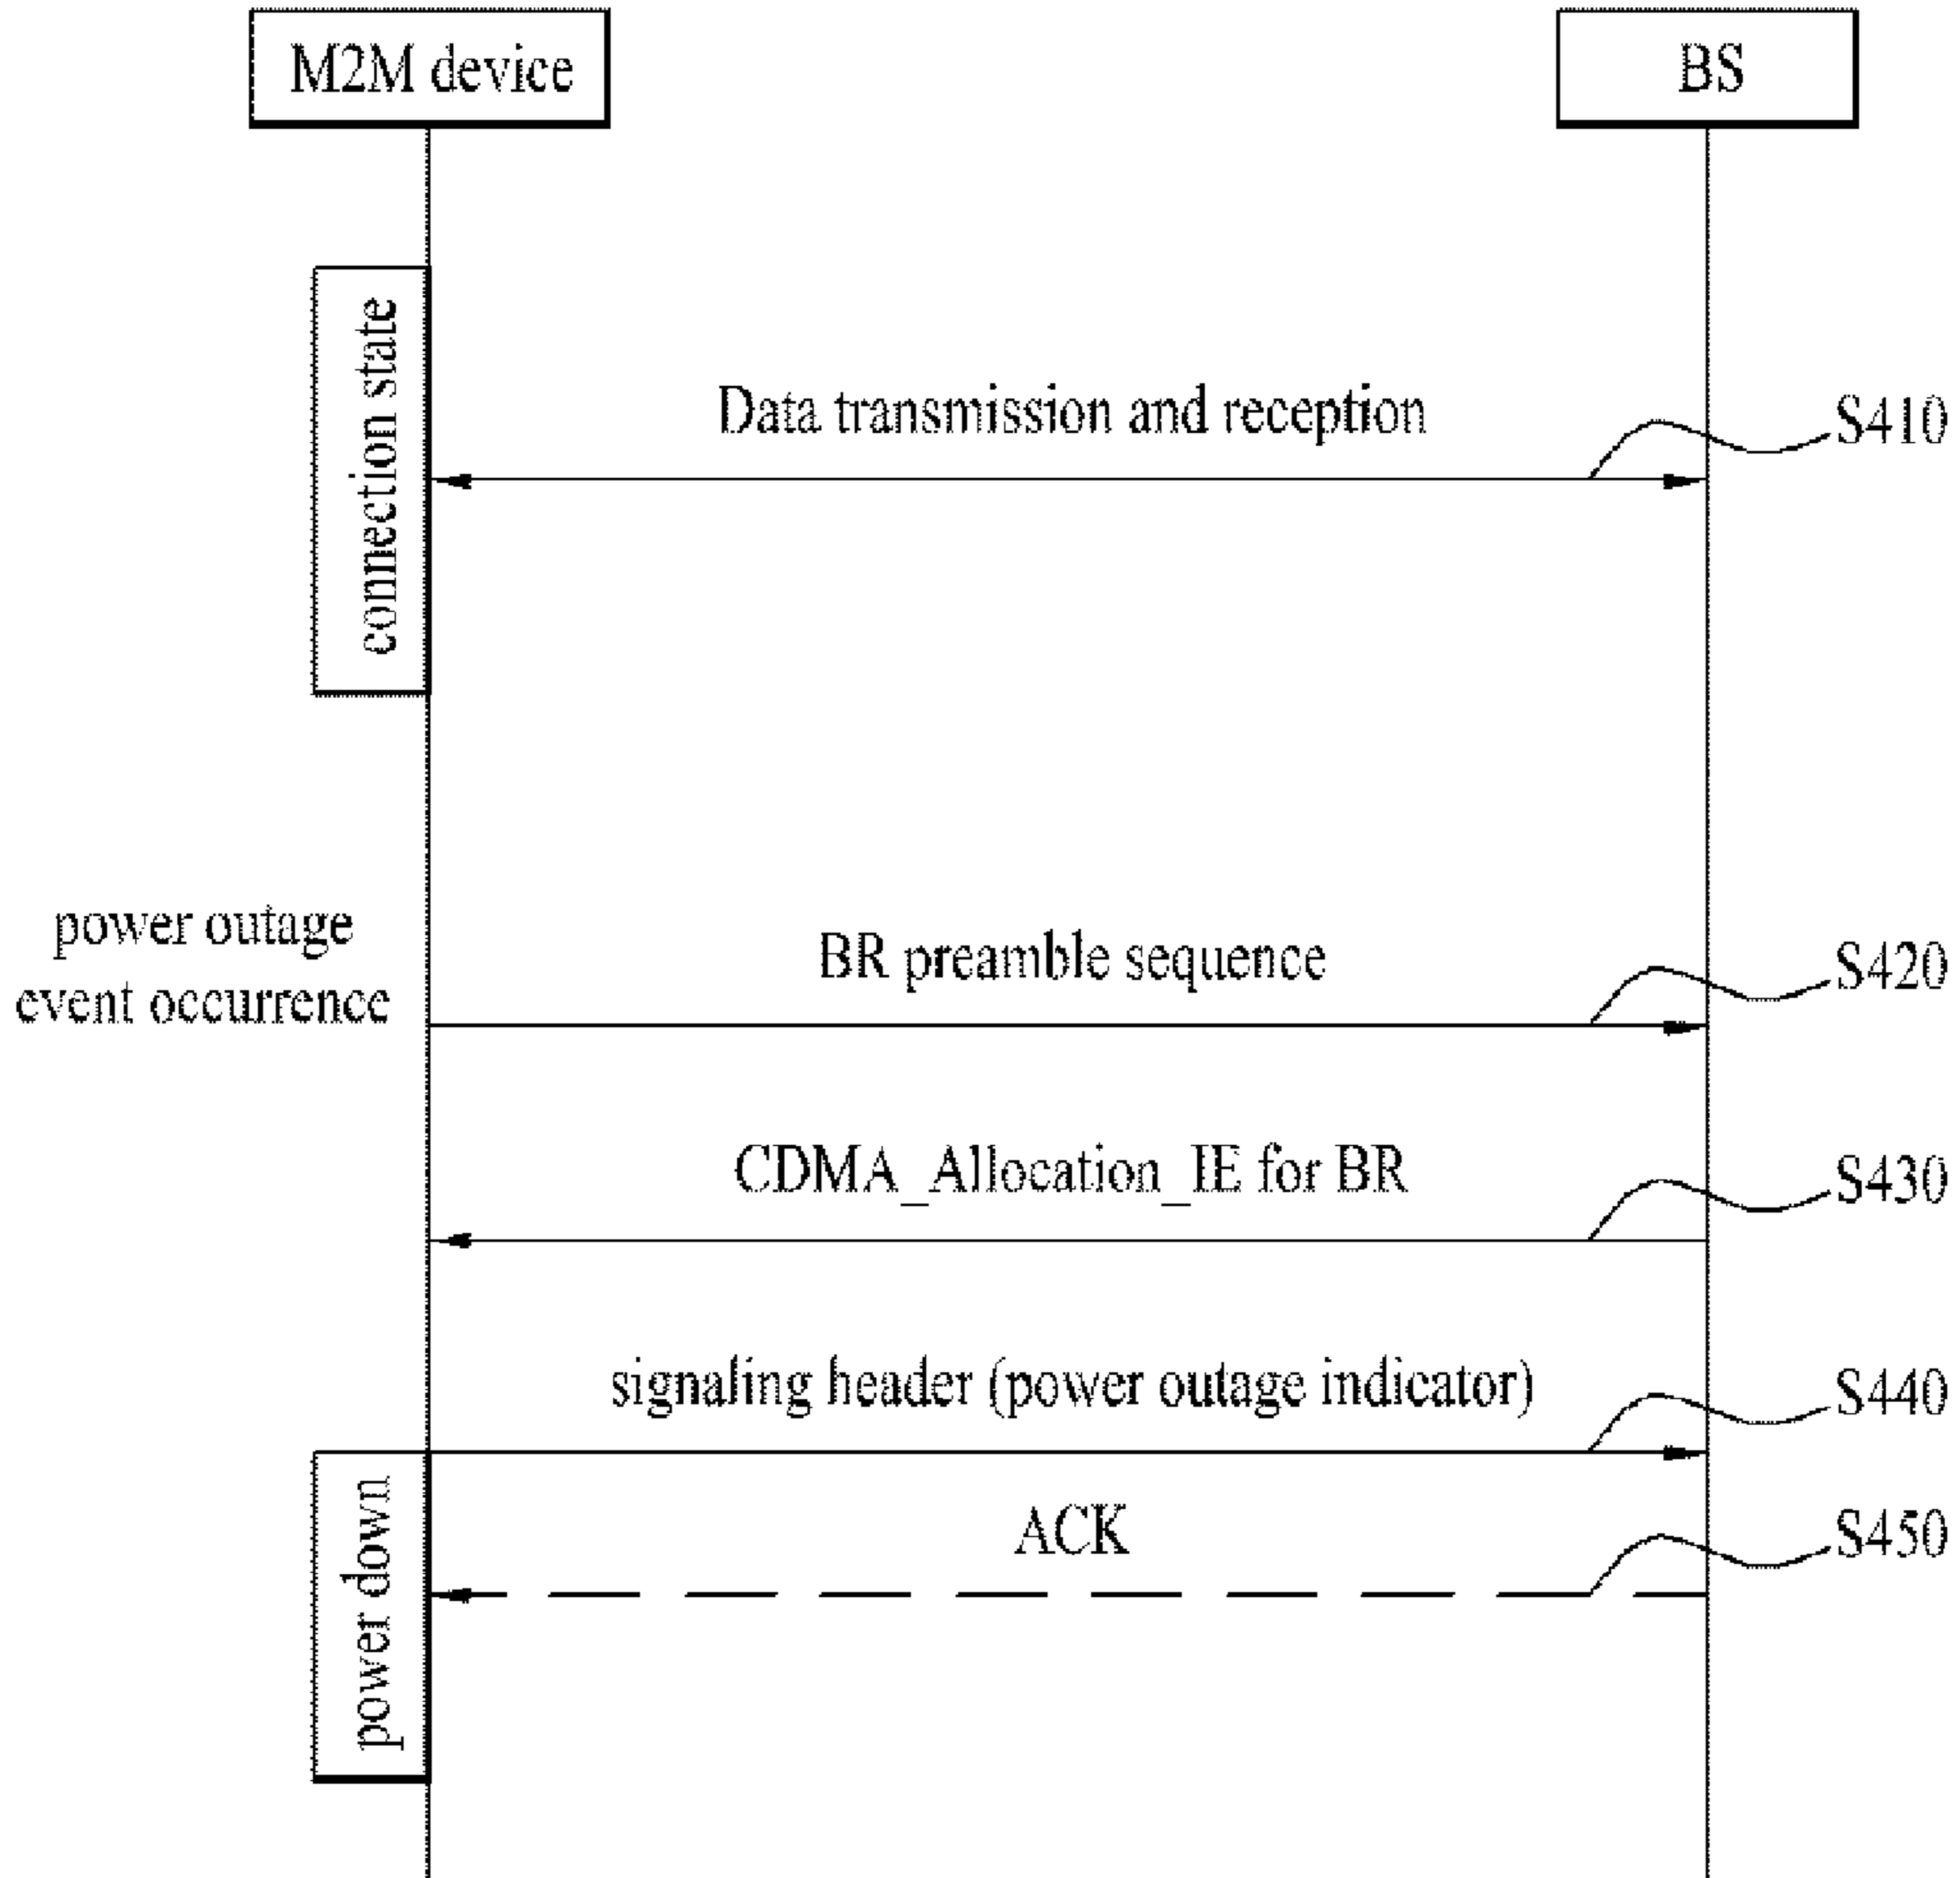 M2M device
BS
connection state
Data transmission and reception
S410
power outage
event occurrence
BR preamble sequence
S420
CDMA_Allocation_IE for BR
S430
signaling header (power outage indicator)
S440
power down
ACK
S450